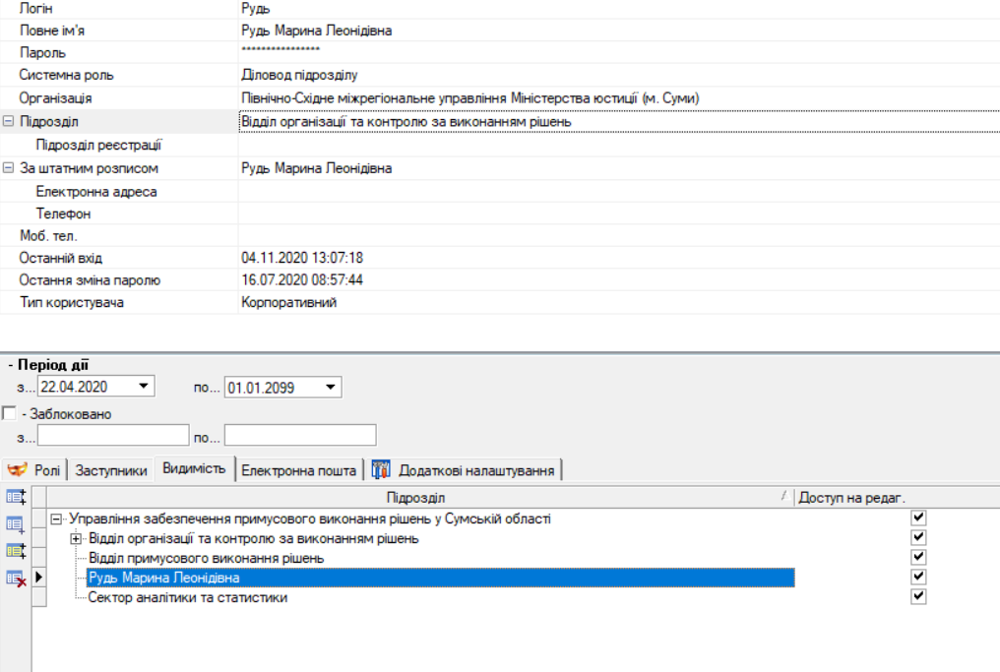 Логін Рудь
Повне ім'я Рудь Марина Леонідівна
Пароль ****************
Системна роль Діловод підрозділу
Організація Північно-Східне міжрегіональне управління Міністерства юстиції (м. Суми)
Підрозділ Відділ організації та контролю за виконанням рішень
Підрозділ реєстрації
За штатним розписом Рудь Марина Леонідівна
Електронна адреса
Телефон
Моб. тел.
Останній вхід 04.11.2020 13:07:18
Остання зміна паролю 16.07.2020 08:57:44
Тип користувача Корпоративний
- Період дії
з... 22.04.2020 по... 01.01.2099
- Заблоковано
з... по...
Ролі Заступники Видимість Електронна пошта Додаткові налаштування
Підрозділ / Доступ на редаг.
Управління забезпечення примусового виконання рішень у Сумській області
Відділ організації та контролю за виконанням рішень
Відділ примусового виконання рішень
Рудь Марина Леонідівна
Сектор аналітики та статистики